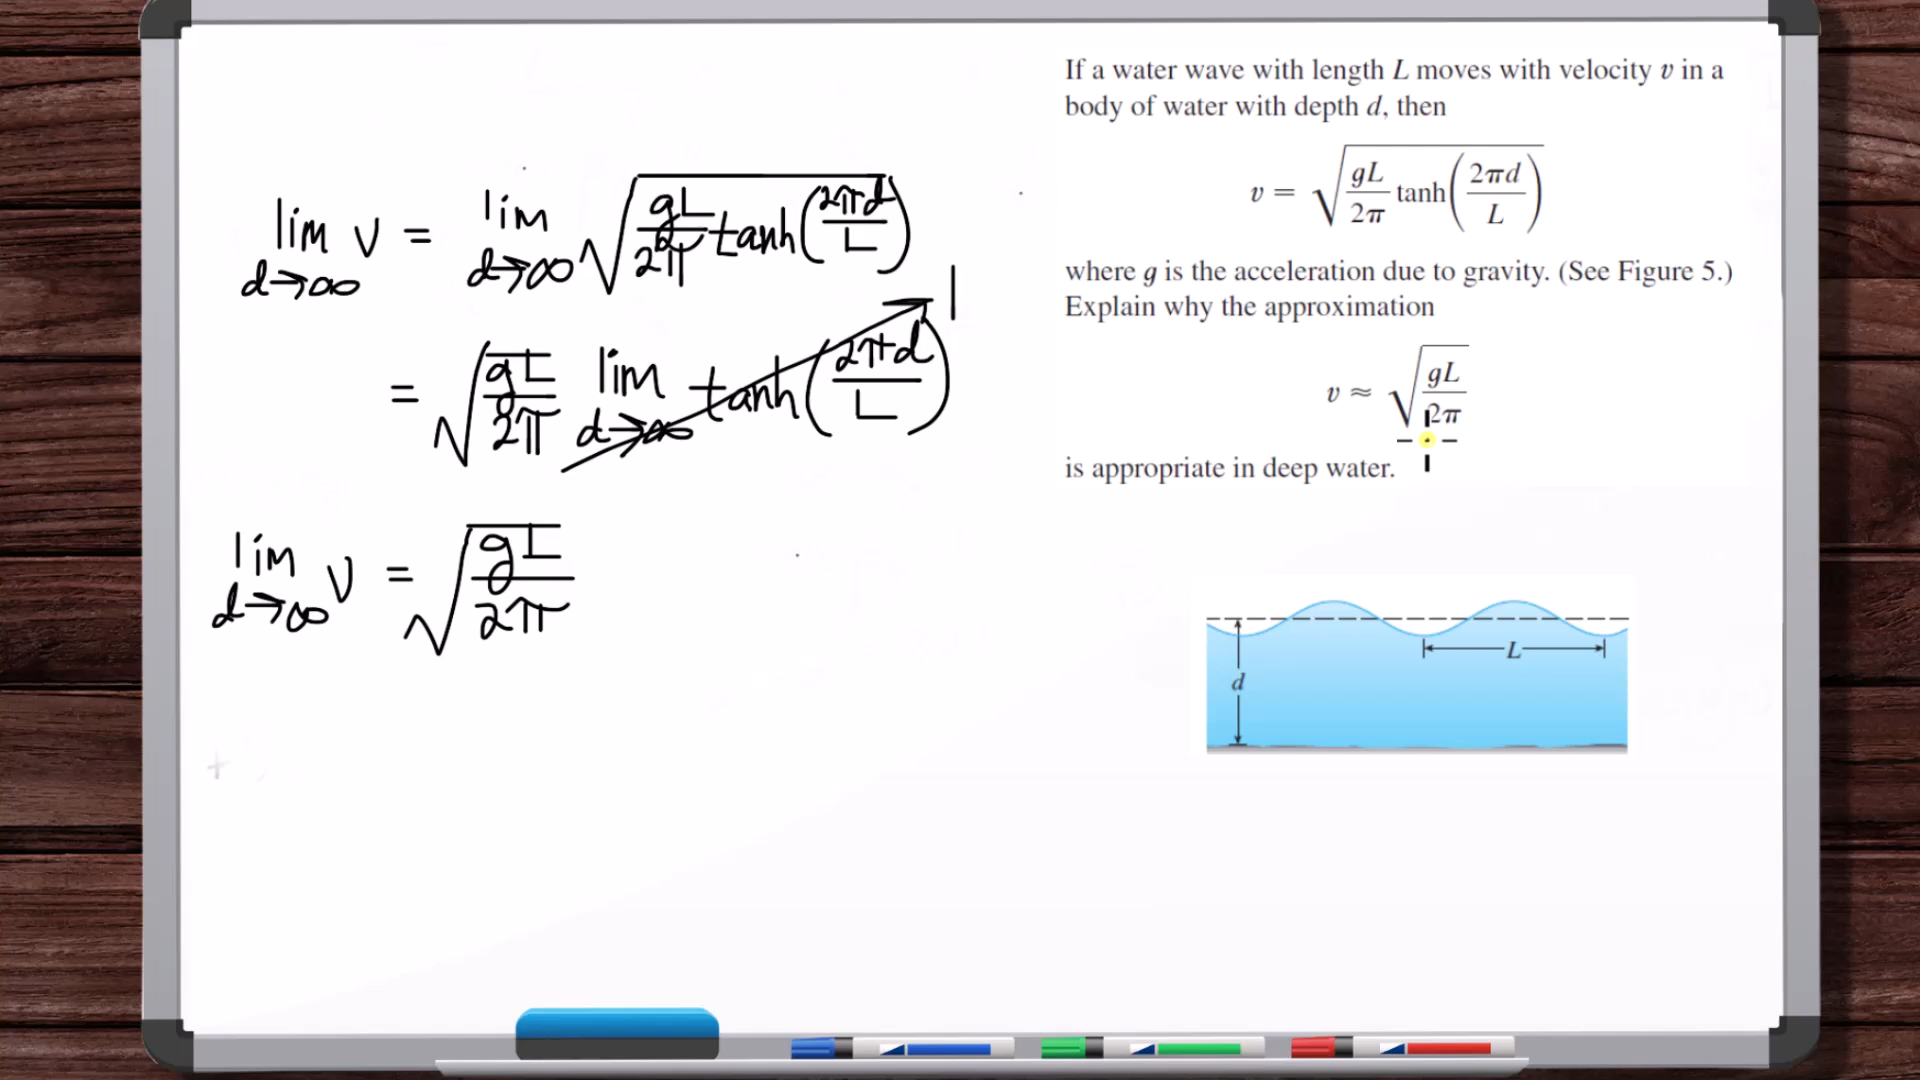 lim v = lim √(gL/2π tanh(2πd/L))
d→∞ d→∞
= √(gL/2π) lim tanh(2πd/L) 1
d→∞
lim v = √(gL/2π)
d→∞
If a water wave with length L moves with velocity v in a
body of water with depth d, then
v = √(gL/2π tanh(2πd/L))
where g is the acceleration due to gravity. (See Figure 5.)
Explain why the approximation
v ≈ √(gL/2π)
is appropriate in deep water.
L
d